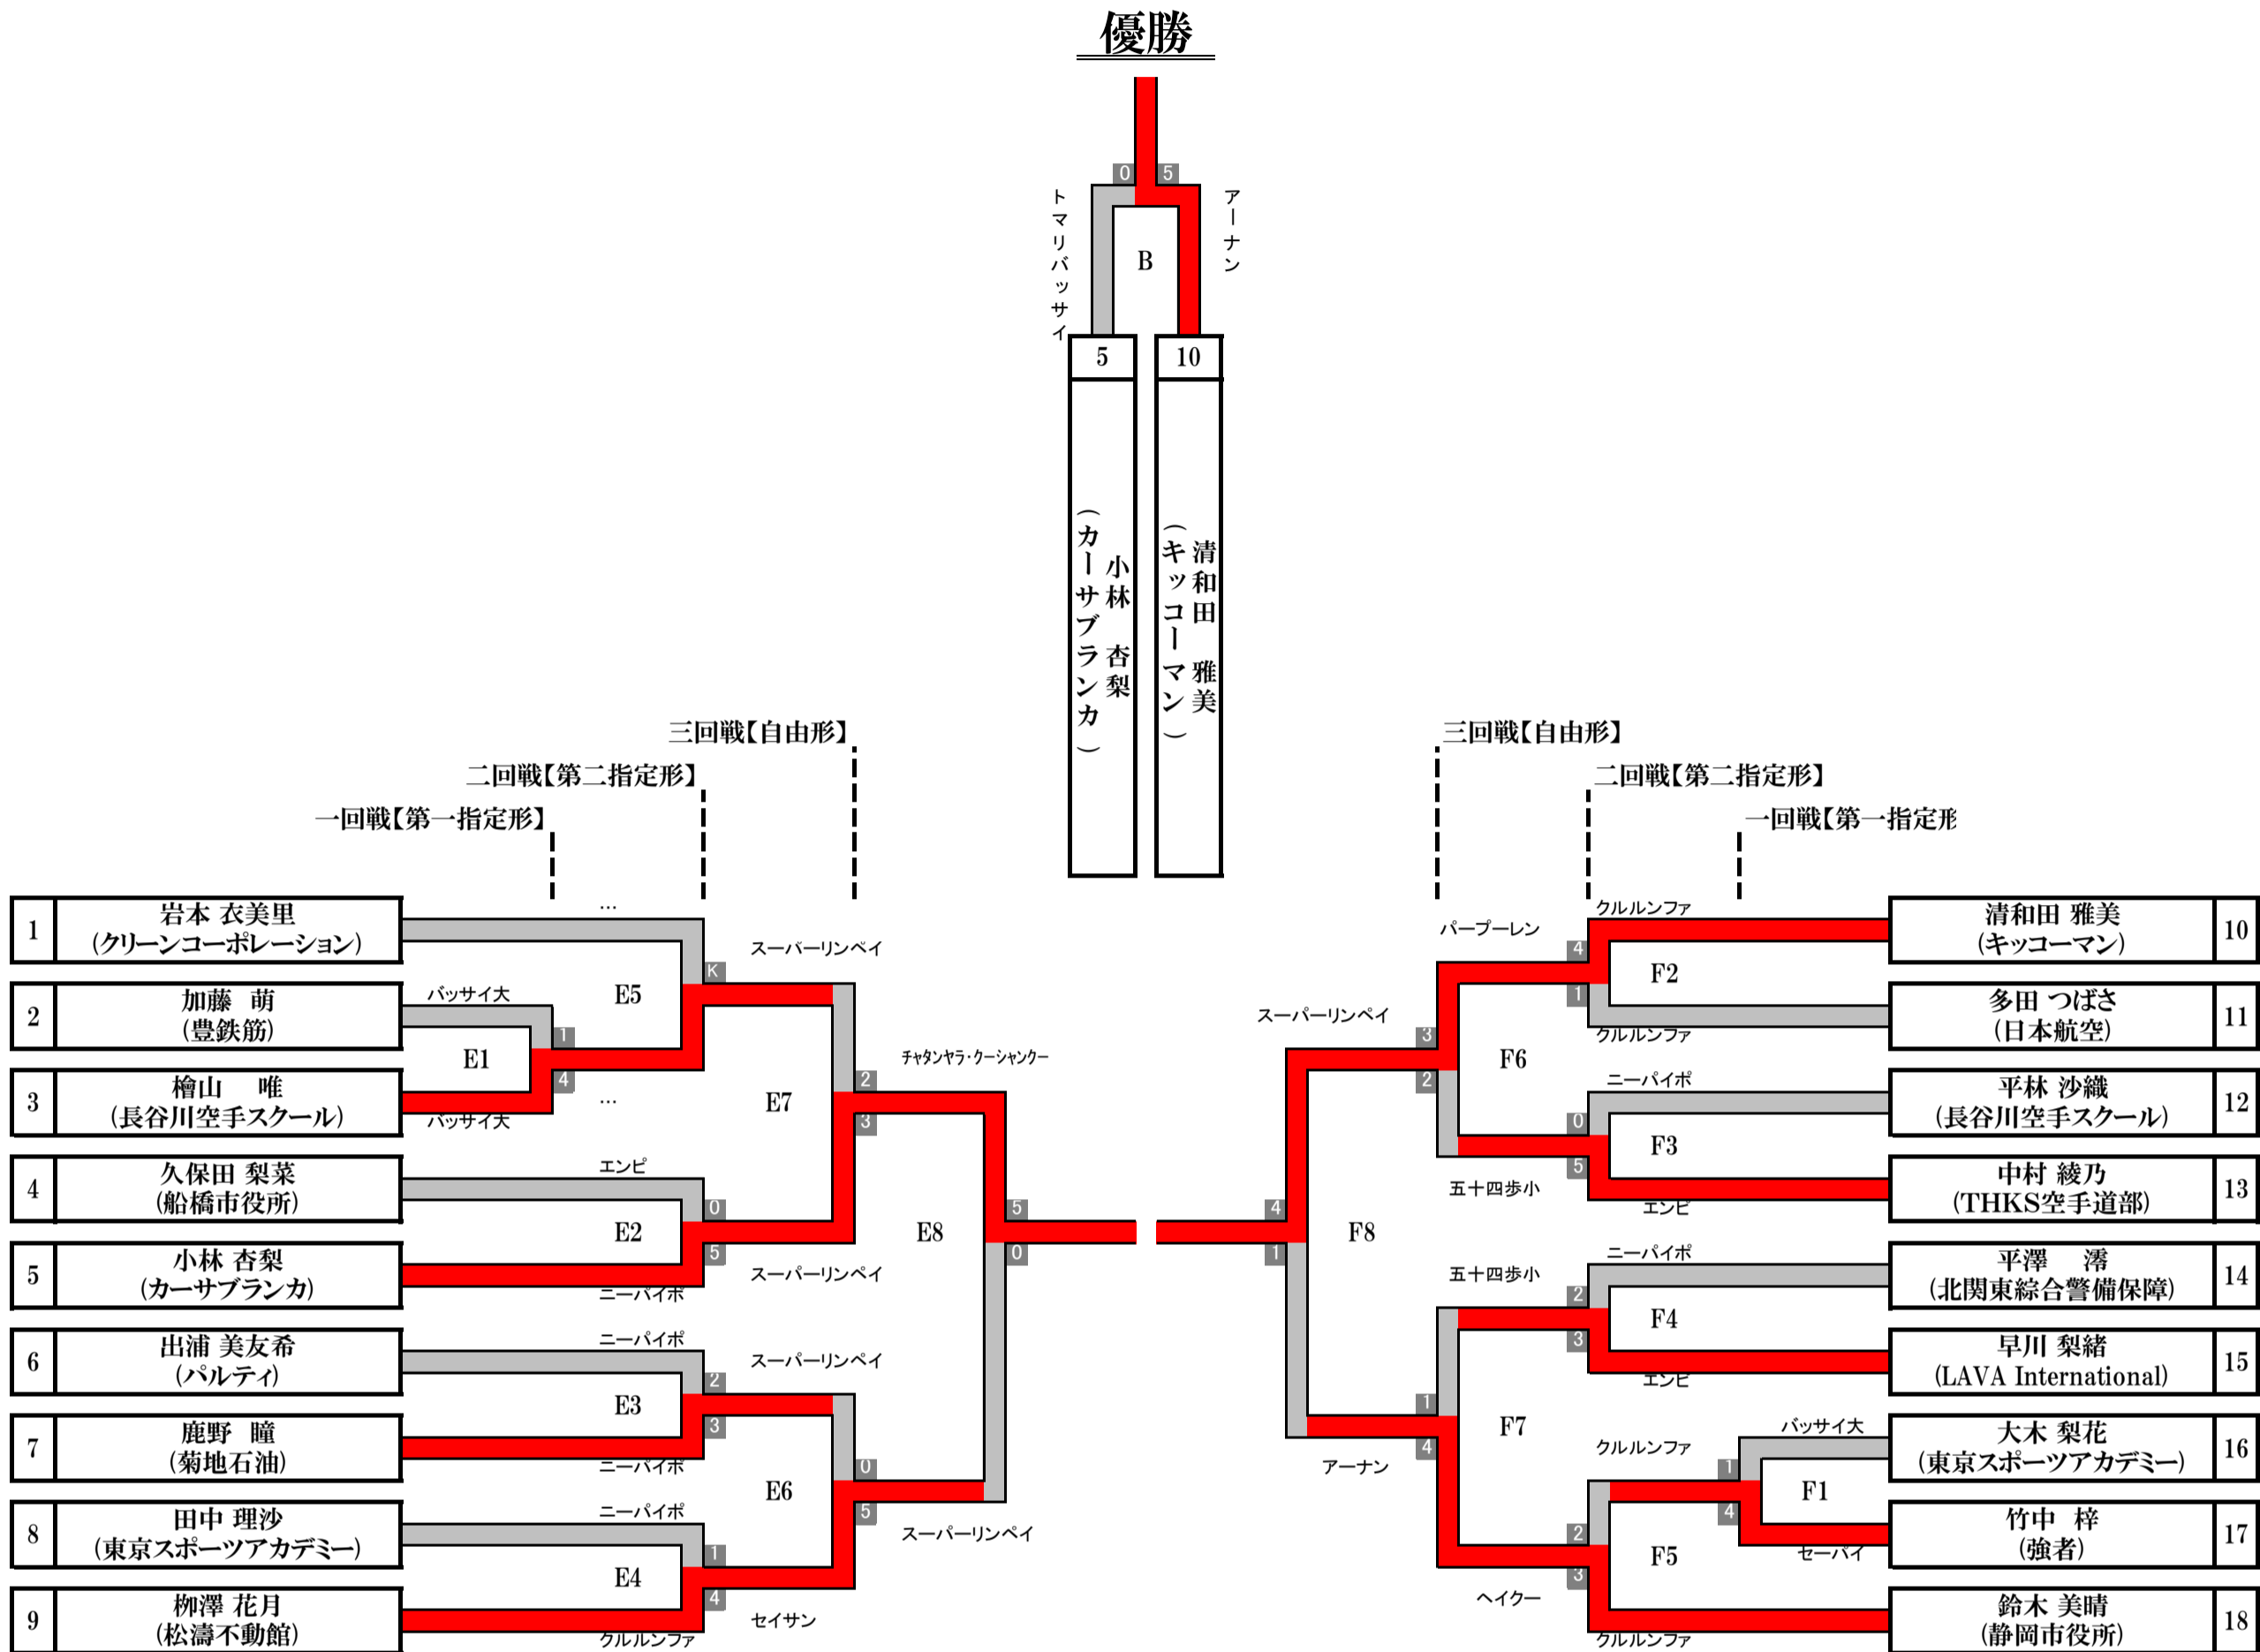 優勝
0 5
トマリバッサイ
アーナン
B
5
10
小林 杏梨
(カーサブランカ)
清和田 雅美
(キッコーマン)
三回戦【自由形】
二回戦【第二指定形】
一回戦【第一指定形】
三回戦【自由形】
二回戦【第二指定形】
一回戦【第一指定形
1
岩本 衣美里
(クリーンコーポレーション)
…
2
加藤 萌
(豊鉄筋)
バッサイ大
3
檜山 唯
(長谷川空手スクール)
バッサイ大
…
4
久保田 梨菜
(船橋市役所)
エンピ
5
小林 杏梨
(カーサブランカ)
ニーパイポ
6
出浦 美友希
(パルティ)
ニーパイポ
7
鹿野 瞳
(菊地石油)
ニーパイポ
8
田中 理沙
(東京スポーツアカデミー)
ニーパイポ
9
栁澤 花月
(松濤不動館)
クルルンファ
E1
1
4
E5
K
E2
0
5
E3
2
3
E4
1
4
スーパーリンペイ
E7
2
3
スーパーリンペイ
スーパーリンペイ
E6
0
5
セイサン
チャタンヤラ・クーシャンクー
E8
5
0
スーパーリンペイ
スーパーリンペイ
4
F8
1
アーナン
パープーレン
3
F6
2
五十四歩小
五十四歩小
1
F7
4
ヘイクー
クルルンファ
4
F2
1
クルルンファ
ニーパイポ
0
F3
5
エンピ
ニーパイポ
2
F4
3
エンピ
クルルンファ
2
F5
3
クルルンファ
バッサイ大
1
F1
4
セーパイ
清和田 雅美
(キッコーマン)
10
多田 つばさ
(日本航空)
11
平林 沙織
(長谷川空手スクール)
12
中村 綾乃
(THKS空手道部)
13
平澤 澪
(北関東綜合警備保障)
14
早川 梨緒
(LAVA International)
15
大木 梨花
(東京スポーツアカデミー)
16
竹中 梓
(強者)
17
鈴木 美晴
(静岡市役所)
18